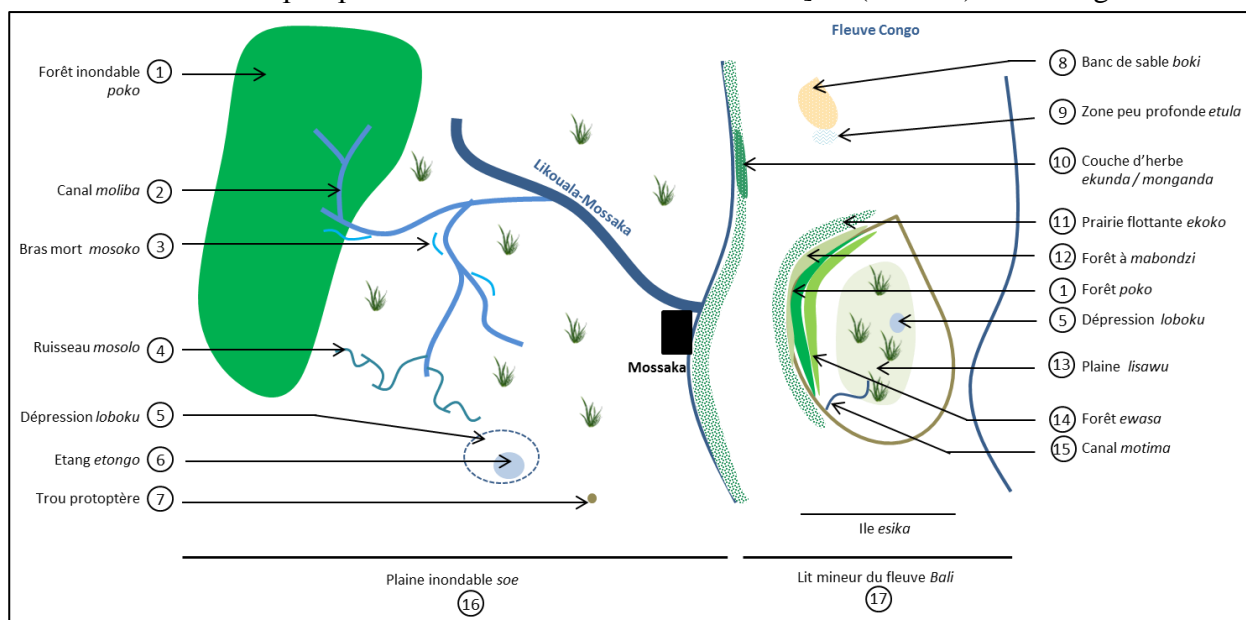 Fleuve Congo
Forêt inondable
poko
1
Canal moliba
2
Bras mort mosoko
3
Ruisseau mosolo
4
Dépression loboku
5
Etang etongo
6
Trou protoptère
7
Likouala-Mossaka
Mossaka
8
Banc de sable boki
9
Zone peu profonde etula
10
Couche d'herbe
ekunda / monganda
11
Prairie flottante ekoko
12
Forêt à mabondzi
1
Forêt poko
5
Dépression loboku
13
Plaine lisawu
14
Forêt ewasa
15
Canal motima
Ile esika
Plaine inondable soe
16
Lit mineur du fleuve Bali
17